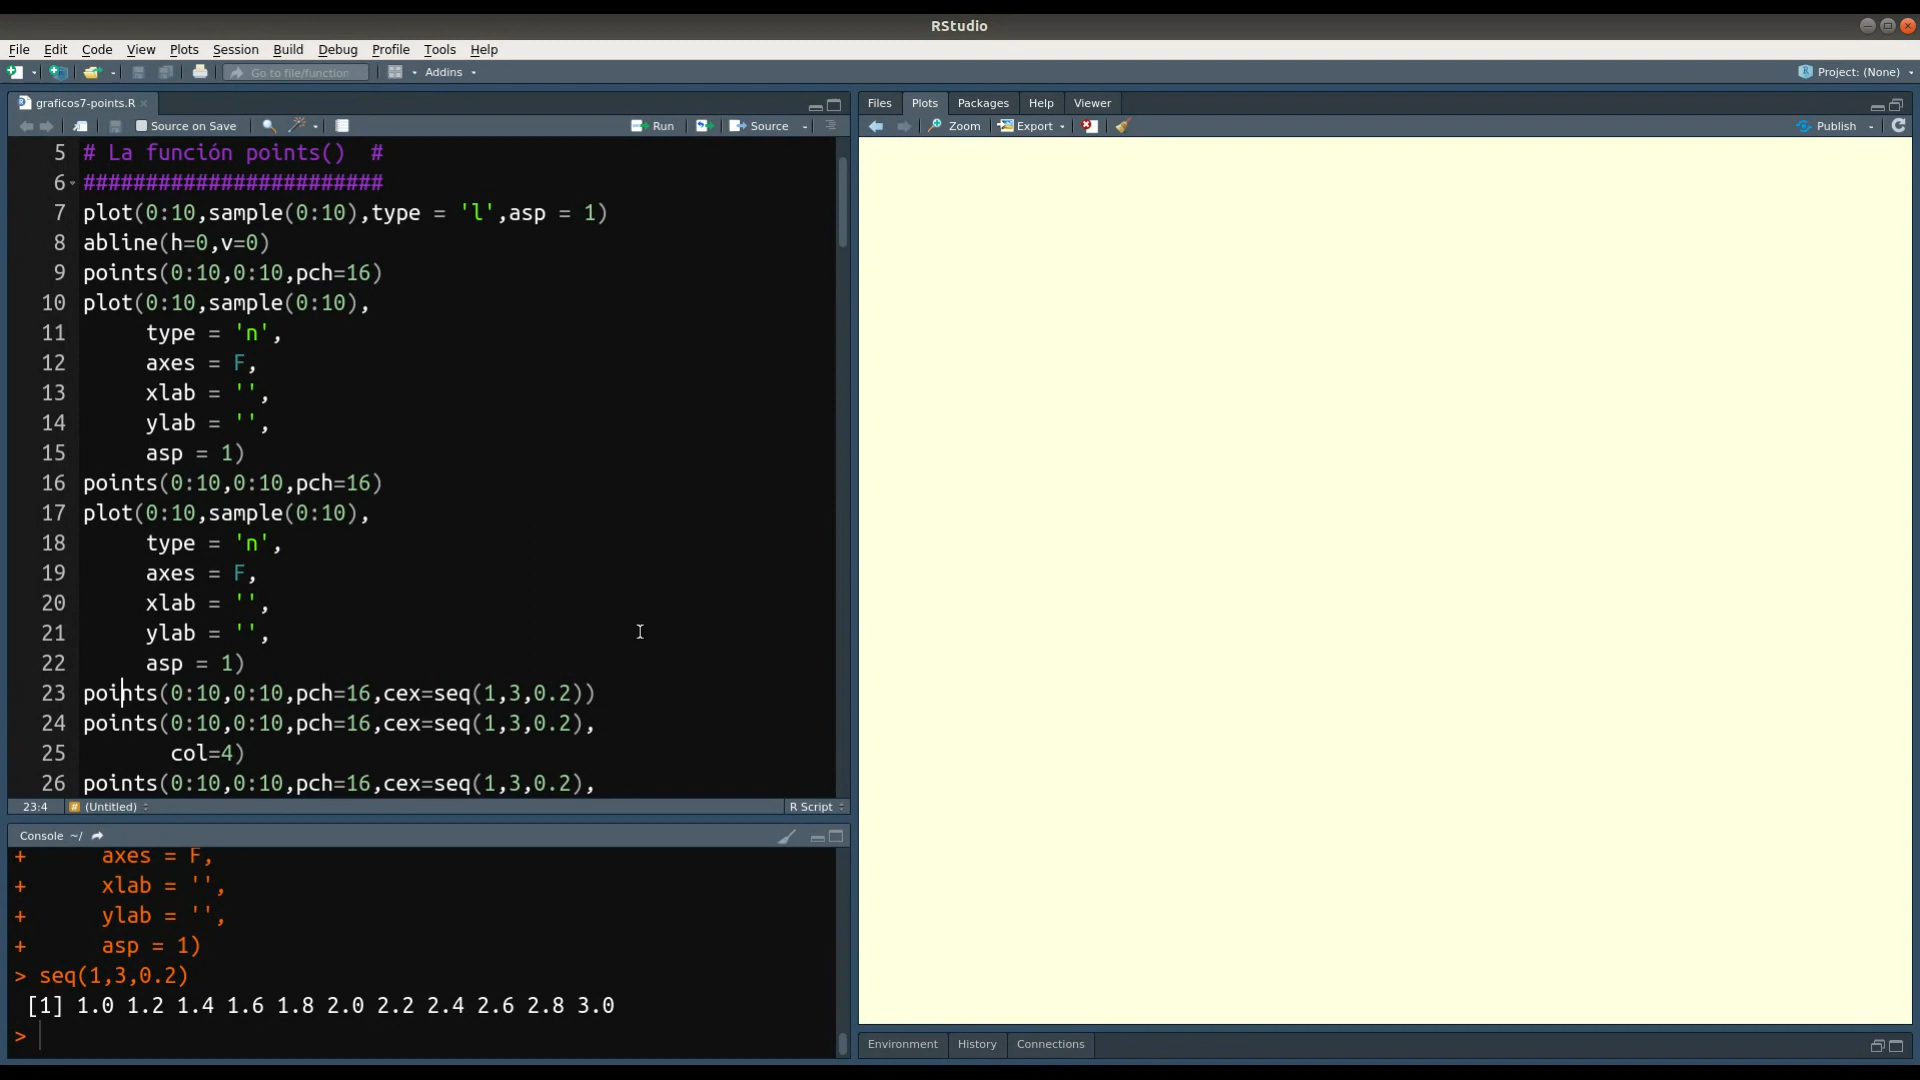 RStudio
File Edit Code View Plots Session Build Debug Profile Tools Help
Go to file/function Addins Project: (None)
graficos7-points.R
Source on Save Run Source
5 # La función points()  #
6 ########################
7 plot(0:10,sample(0:10),type = 'l',asp = 1)
8 abline(h=0,v=0)
9 points(0:10,0:10,pch=16)
10 plot(0:10,sample(0:10),
11      type = 'n',
12      axes = F,
13      xlab = '',
14      ylab = '',
15      asp = 1)
16 points(0:10,0:10,pch=16)
17 plot(0:10,sample(0:10),
18      type = 'n',
19      axes = F,
20      xlab = '',
21      ylab = '',
22      asp = 1)
23 points(0:10,0:10,pch=16,cex=seq(1,3,0.2))
24 points(0:10,0:10,pch=16,cex=seq(1,3,0.2),
25        col=4)
26 points(0:10,0:10,pch=16,cex=seq(1,3,0.2),
23:4 # (Untitled) R Script
Console ~/
+      axes = F,
+      xlab = '',
+      ylab = '',
+      asp = 1)
> seq(1,3,0.2)
[1] 1.0 1.2 1.4 1.6 1.8 2.0 2.2 2.4 2.6 2.8 3.0
>
Files Plots Packages Help Viewer
Zoom Export Publish
Environment History Connections